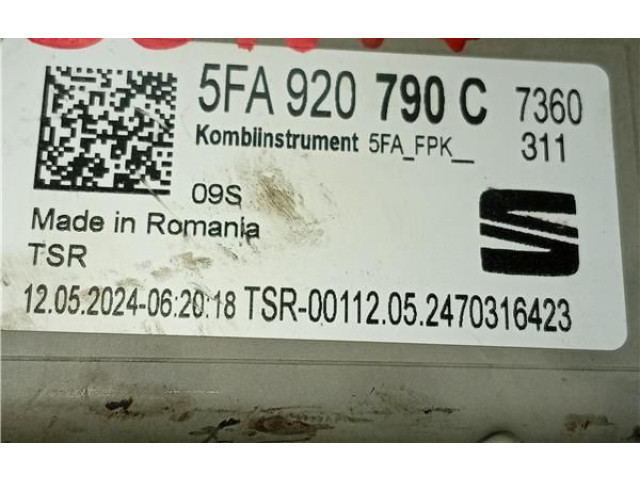 5FA 920 790 C 7360
Kombiinstrument 5FA_FPK__ 311
09S
Made in Romania
TSR
12.05.2024-06:20:18 TSR-00112.05.2470316423